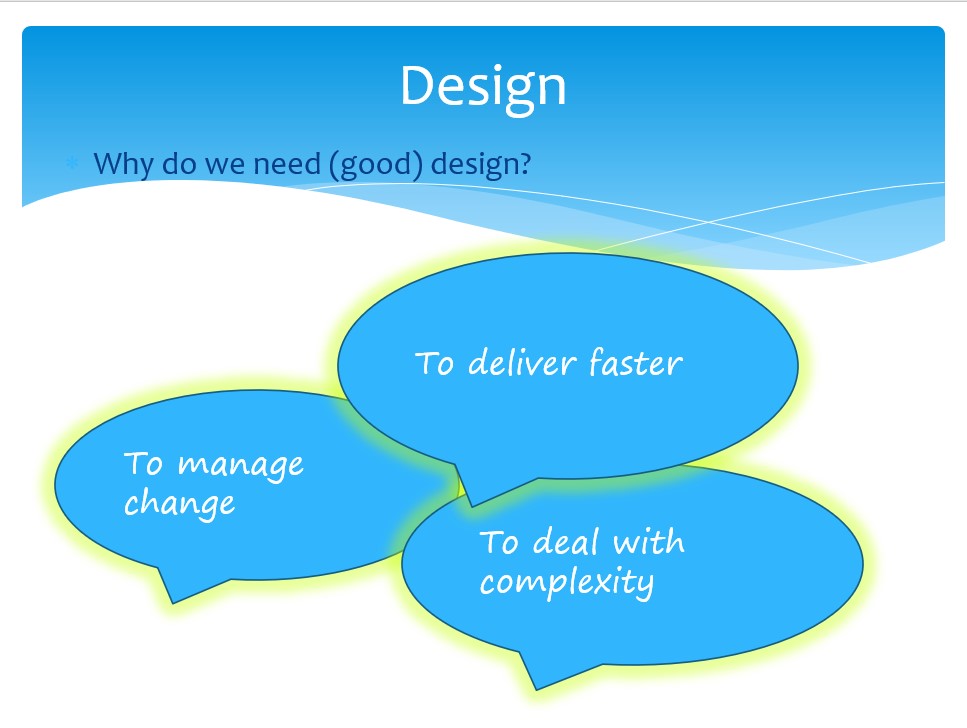 Design
Why do we need (good) design?
To deliver faster
To manage
change
To deal with
complexity